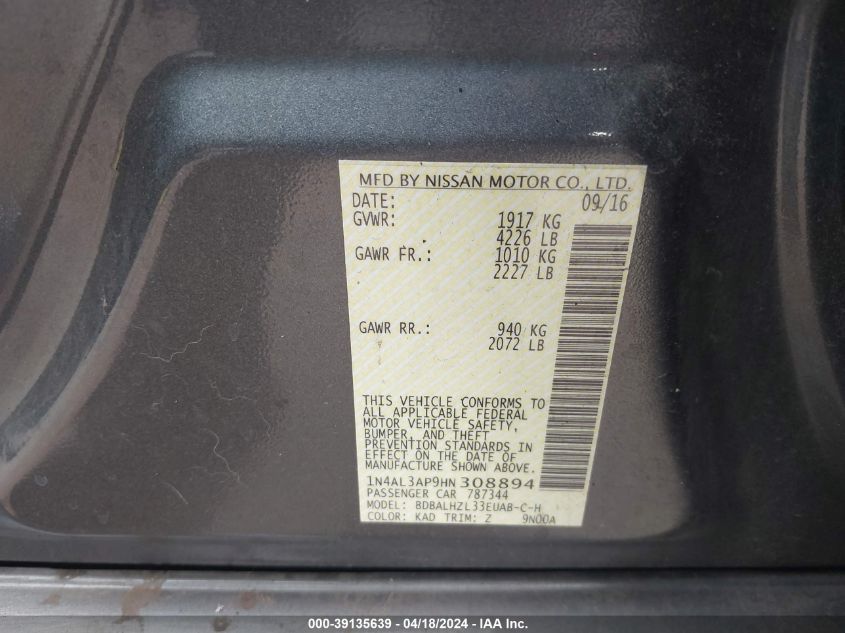 MFD BY NISSAN MOTOR CO., LTD.
DATE: 09/16
GVWR: 1917 KG
4226 LB
GAWR FR.: 1010 KG
2227 LB
GAWR RR.: 940 KG
2072 LB
THIS VEHICLE CONFORMS TO
ALL APPLICABLE FEDERAL
MOTOR VEHICLE SAFETY,
BUMPER, AND THEFT
PREVENTION STANDARDS IN
EFFECT ON THE DATE OF
MANUFACTURE SHOWN ABOVE.
1N4AL3AP9HN 308894
PASSENGER CAR 787344
MODEL: BDBALHZL33EUAB-C-H
COLOR: KAD TRIM: Z 9N00A
000-39135639 - 04/18/2024 - IAA Inc.